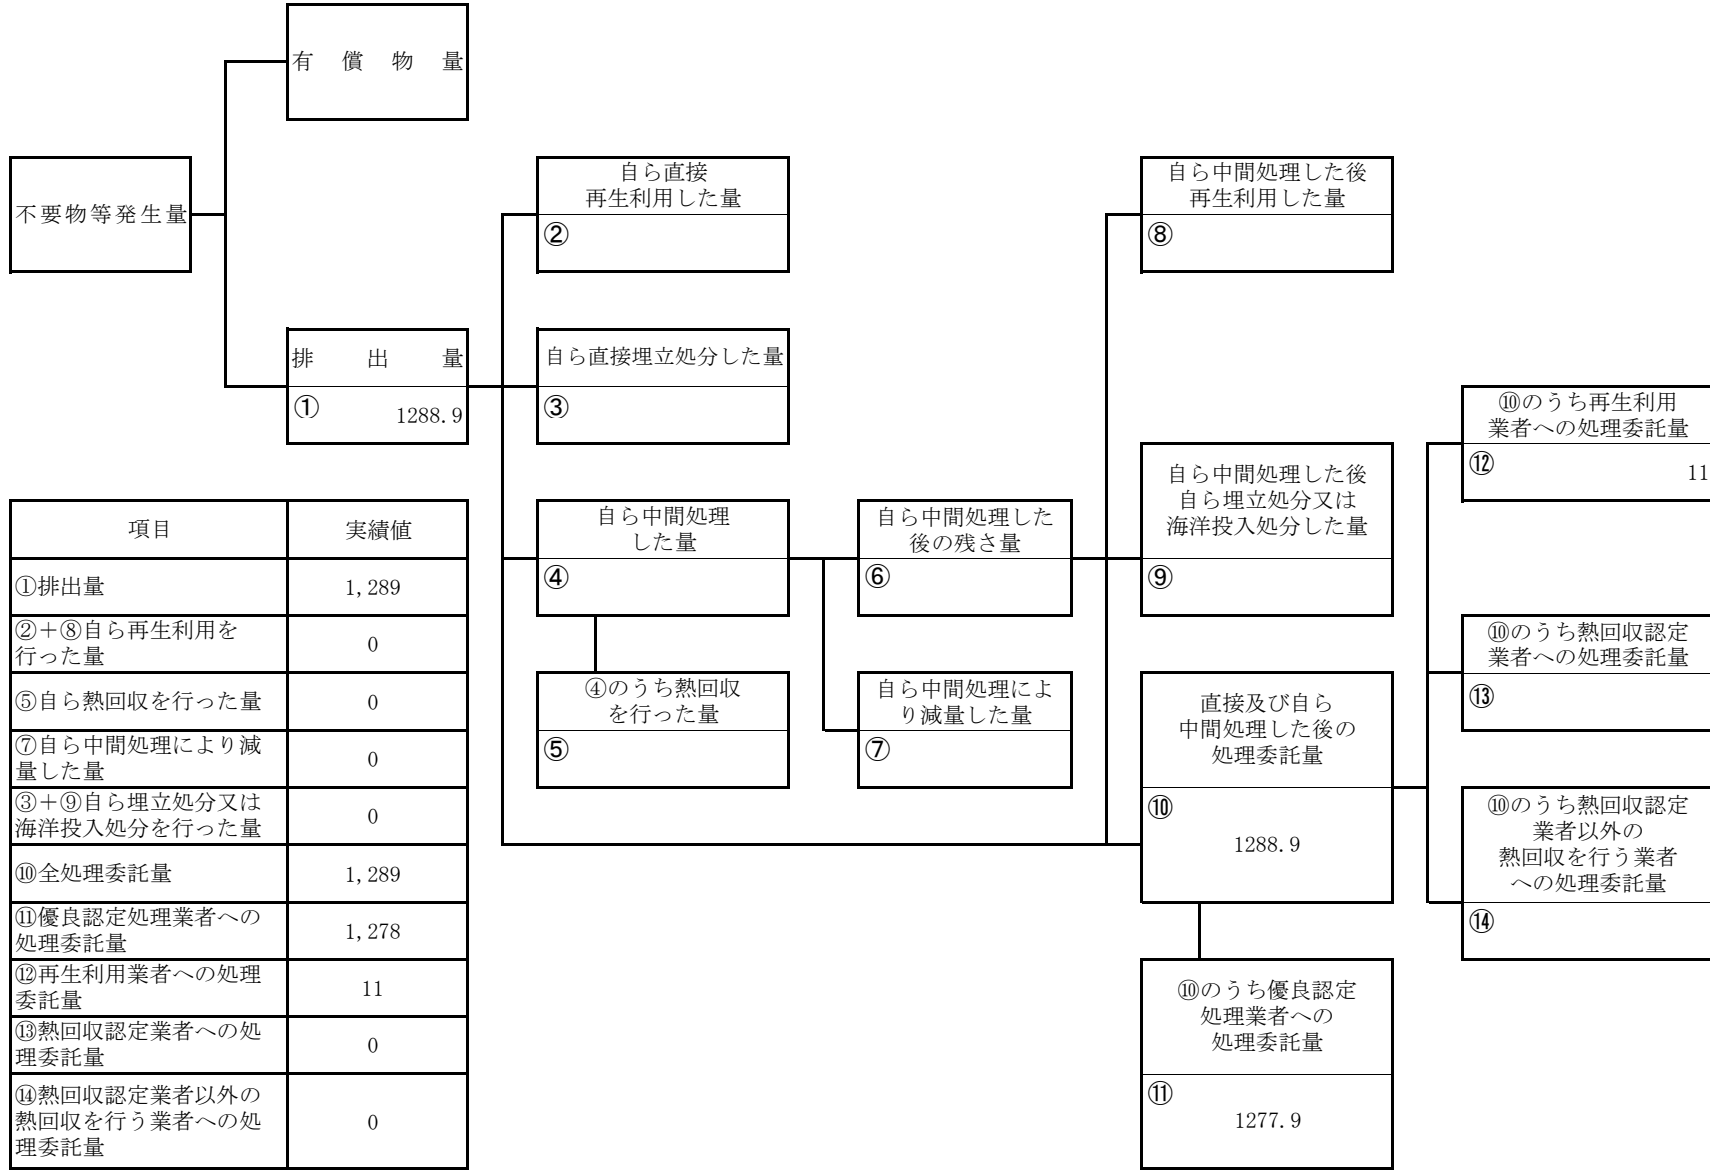 有償物量
不要物等発生量
自ら直接
再生利用した量
②
自ら中間処理した後
再生利用した量
⑧
排出量
①
1288.9
自ら直接埋立処分した量
③
⑩のうち再生利用
業者への処理委託量
⑫
11
自ら中間処理
した量
④
自ら中間処理した
後の残さ量
⑥
自ら中間処理した後
自ら埋立処分又は
海洋投入処分した量
⑨
⑩のうち熱回収認定
業者への処理委託量
⑬
④のうち熱回収
を行った量
⑤
自ら中間処理によ
り減量した量
⑦
直接及び自ら
中間処理した後の
処理委託量
⑩
1288.9
⑩のうち熱回収認定
業者以外の
熱回収を行う業者
への処理委託量
⑭
⑩のうち優良認定
処理業者への
処理委託量
⑪
1277.9
項目 実績値
①排出量 1,289
②＋⑧自ら再生利用を
行った量 0
⑤自ら熱回収を行った量 0
⑦自ら中間処理により減
量した量 0
③＋⑨自ら埋立処分又は
海洋投入処分を行った量 0
⑩全処理委託量 1,289
⑪優良認定処理業者への
処理委託量 1,278
⑫再生利用業者への処理
委託量 11
⑬熱回収認定業者への処
理委託量 0
⑭熱回収認定業者以外の
熱回収を行う業者への処
理委託量 0